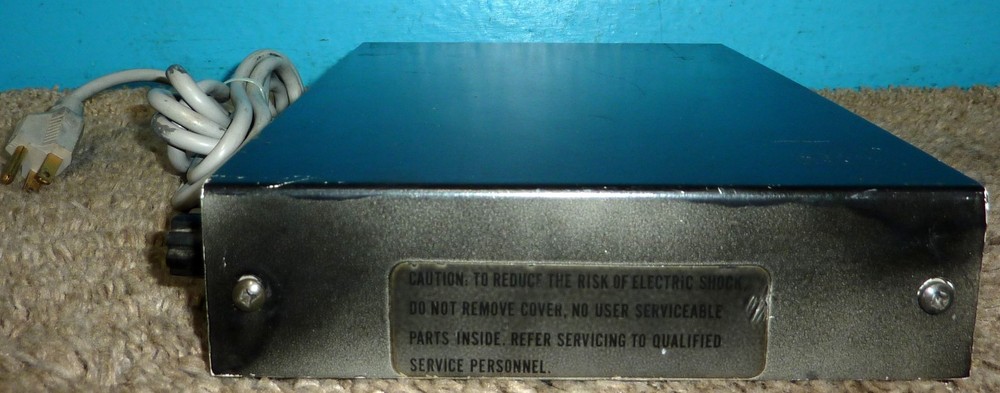 CAUTION: TO REDUCE THE RISK OF ELECTRIC SHOCK,
DO NOT REMOVE COVER, NO USER SERVICEABLE
PARTS INSIDE. REFER SERVICING TO QUALIFIED
SERVICE PERSONNEL.